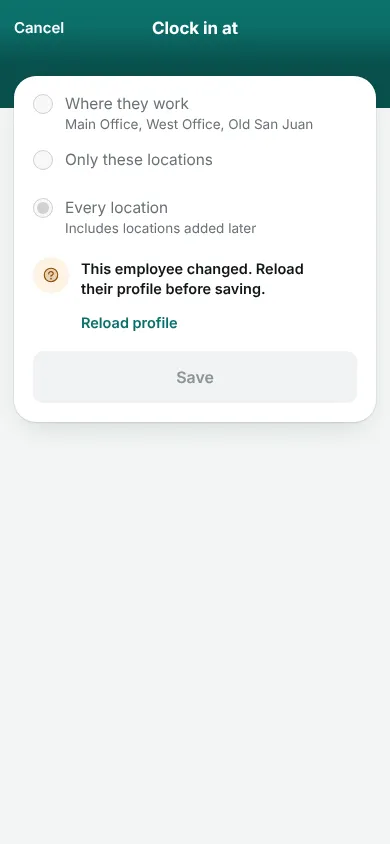 Cancel
Clock in at
Where they work
Main Office, West Office, Old San Juan
Only these locations
Every location
Includes locations added later
This employee changed. Reload
their profile before saving.
Reload profile
Save